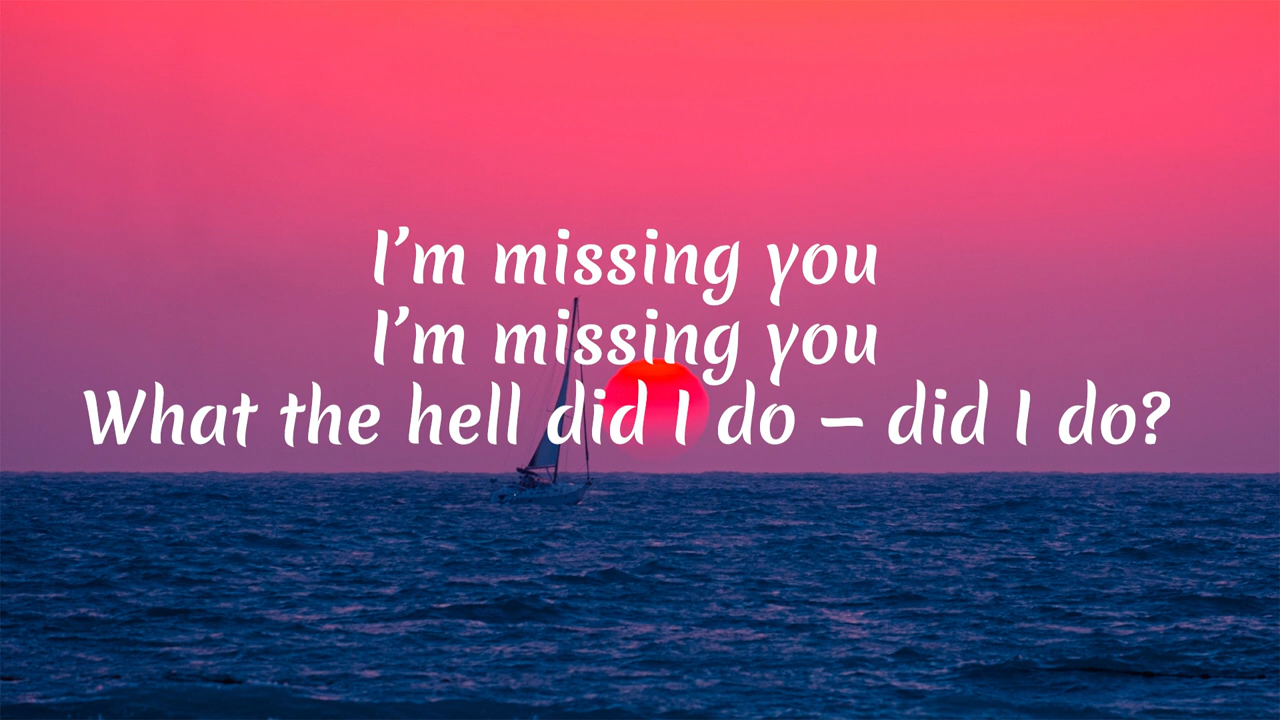 I’m missing you
I’m missing you
What the hell did I do – did I do?